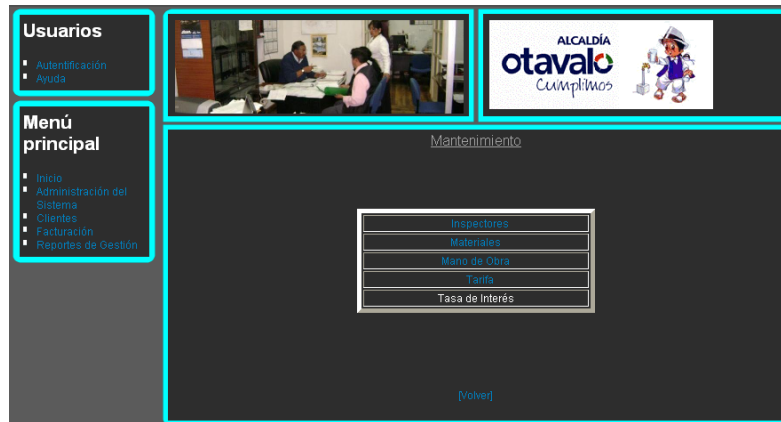 Usuarios
Autentificación
Ayuda
Menú
principal
Inicio
Administración del
Sistema
Clientes
Facturación
Reportes de Gestión
ALCALDÍA
otavalo
Cumplimos
Mantenimiento
Inspectores
Materiales
Mano de Obra
Tarifa
Tasa de Interés
[Volver]